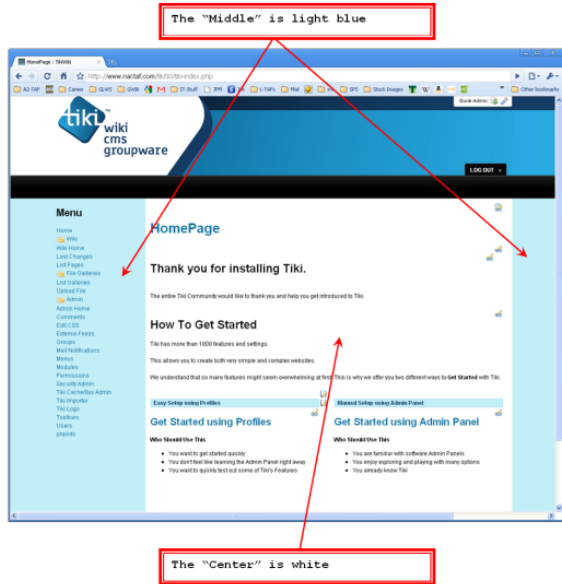 The “Middle” is light blue
HomePage : TikiWiki
http://www.nactaf.com/tiki50/tiki-index.php
Other bookmarks
Quick Admin
tiki
wiki
cms
groupware
LOG OUT
Menu
Home
Wiki
Wiki Home
Last Changes
List Pages
File Galleries
List Galleries
Upload File
Admin
Admin Home
Comments
Edit CSS
External Feeds
Groups
Mail Notifications
Menus
Modules
Permissions
Security Admin
Tiki Cache/Sys Admin
Tiki Importer
Tiki Logs
Toolbars
Users
phpinfo
HomePage
Thank you for installing Tiki.
The entire Tiki Community would like to thank you and help you get introduced to Tiki.
How To Get Started
Tiki has more than 1000 features and settings.
This allows you to create both very simple and complex websites.
We understand that so many features might seem overwhelming at first. This is why we offer you two different ways to Get Started with Tiki.
Easy Setup using Profiles
Get Started using Profiles
Who Should Use This
You want to get started quickly
You don't feel like learning the Admin Panel right away
You want to quickly test out some of Tiki's Features
Manual Setup using Admin Panel
Get Started using Admin Panel
Who Should Use This
You are familiar with software Admin Panels
You enjoy exploring and playing with many options
You already know Tiki
The “Center” is white